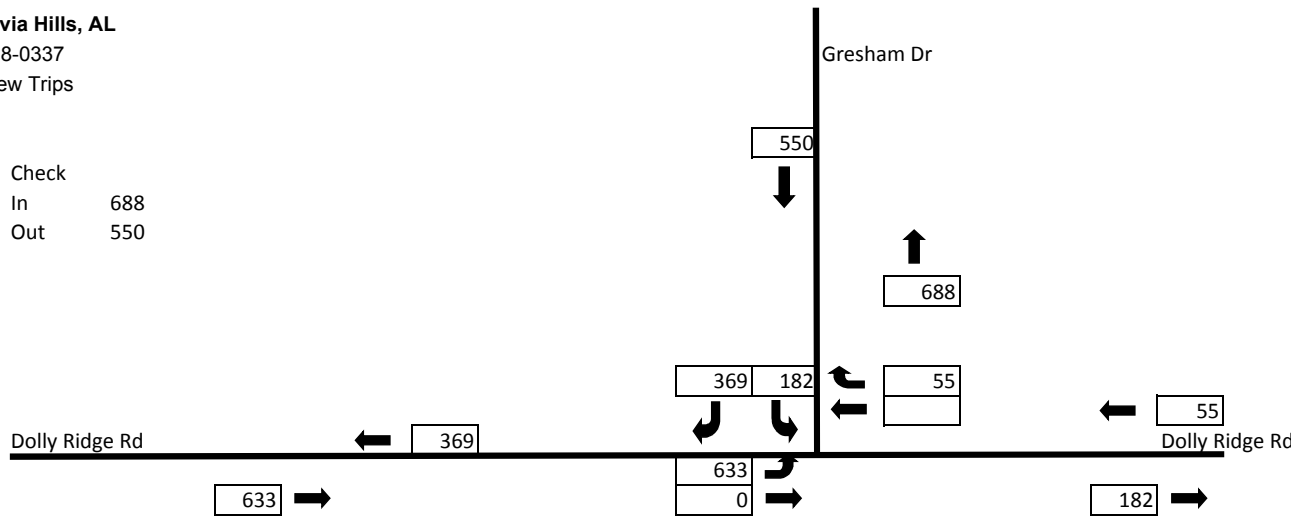 via Hills, AL
8-0337
ew Trips
Gresham Dr
550
Check
In 688
Out 550
688
369 182 55
55
Dolly Ridge Rd 369 Dolly Ridge Rd
633
633 0 182